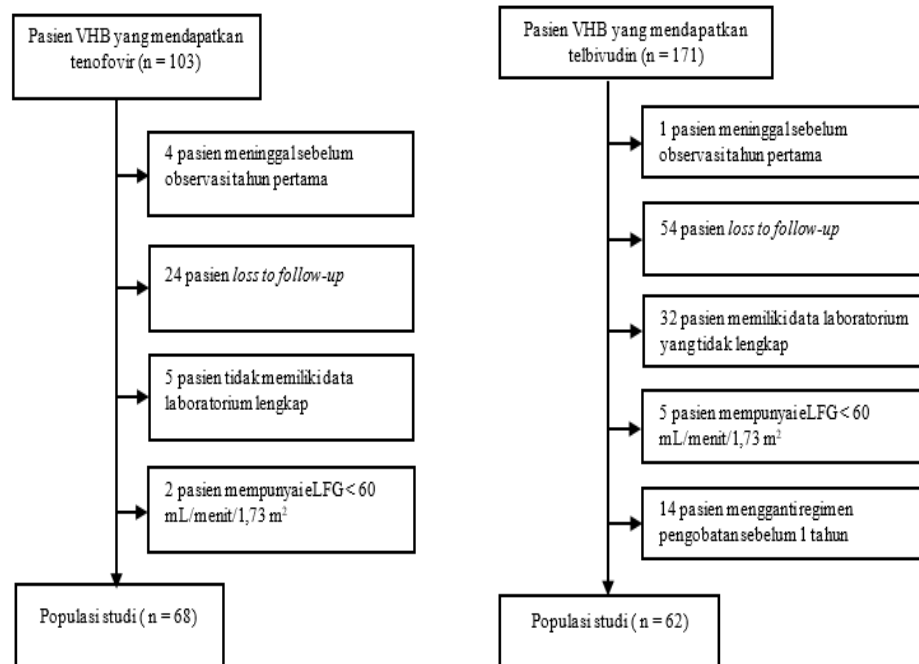 Pasien VHB yang mendapatkan
tenofovir (n = 103)
4 pasien meninggal sebelum
observasi tahun pertama
24 pasien loss to follow-up
5 pasien tidak memiliki data
laboratorium lengkap
2 pasien mempunyai eLFG < 60
mL/menit/1,73 m²
Populasi studi ( n = 68)
Pasien VHB yang mendapatkan
telbivudin (n = 171)
1 pasien meninggal sebelum
observasi tahun pertama
54 pasien loss to follow-up
32 pasien memiliki data laboratorium
yang tidak lengkap
5 pasien mempunyai eLFG < 60
mL/menit/1,73 m²
14 pasien mengganti regimen
pengobatan sebelum 1 tahun
Populasi studi ( n = 62)